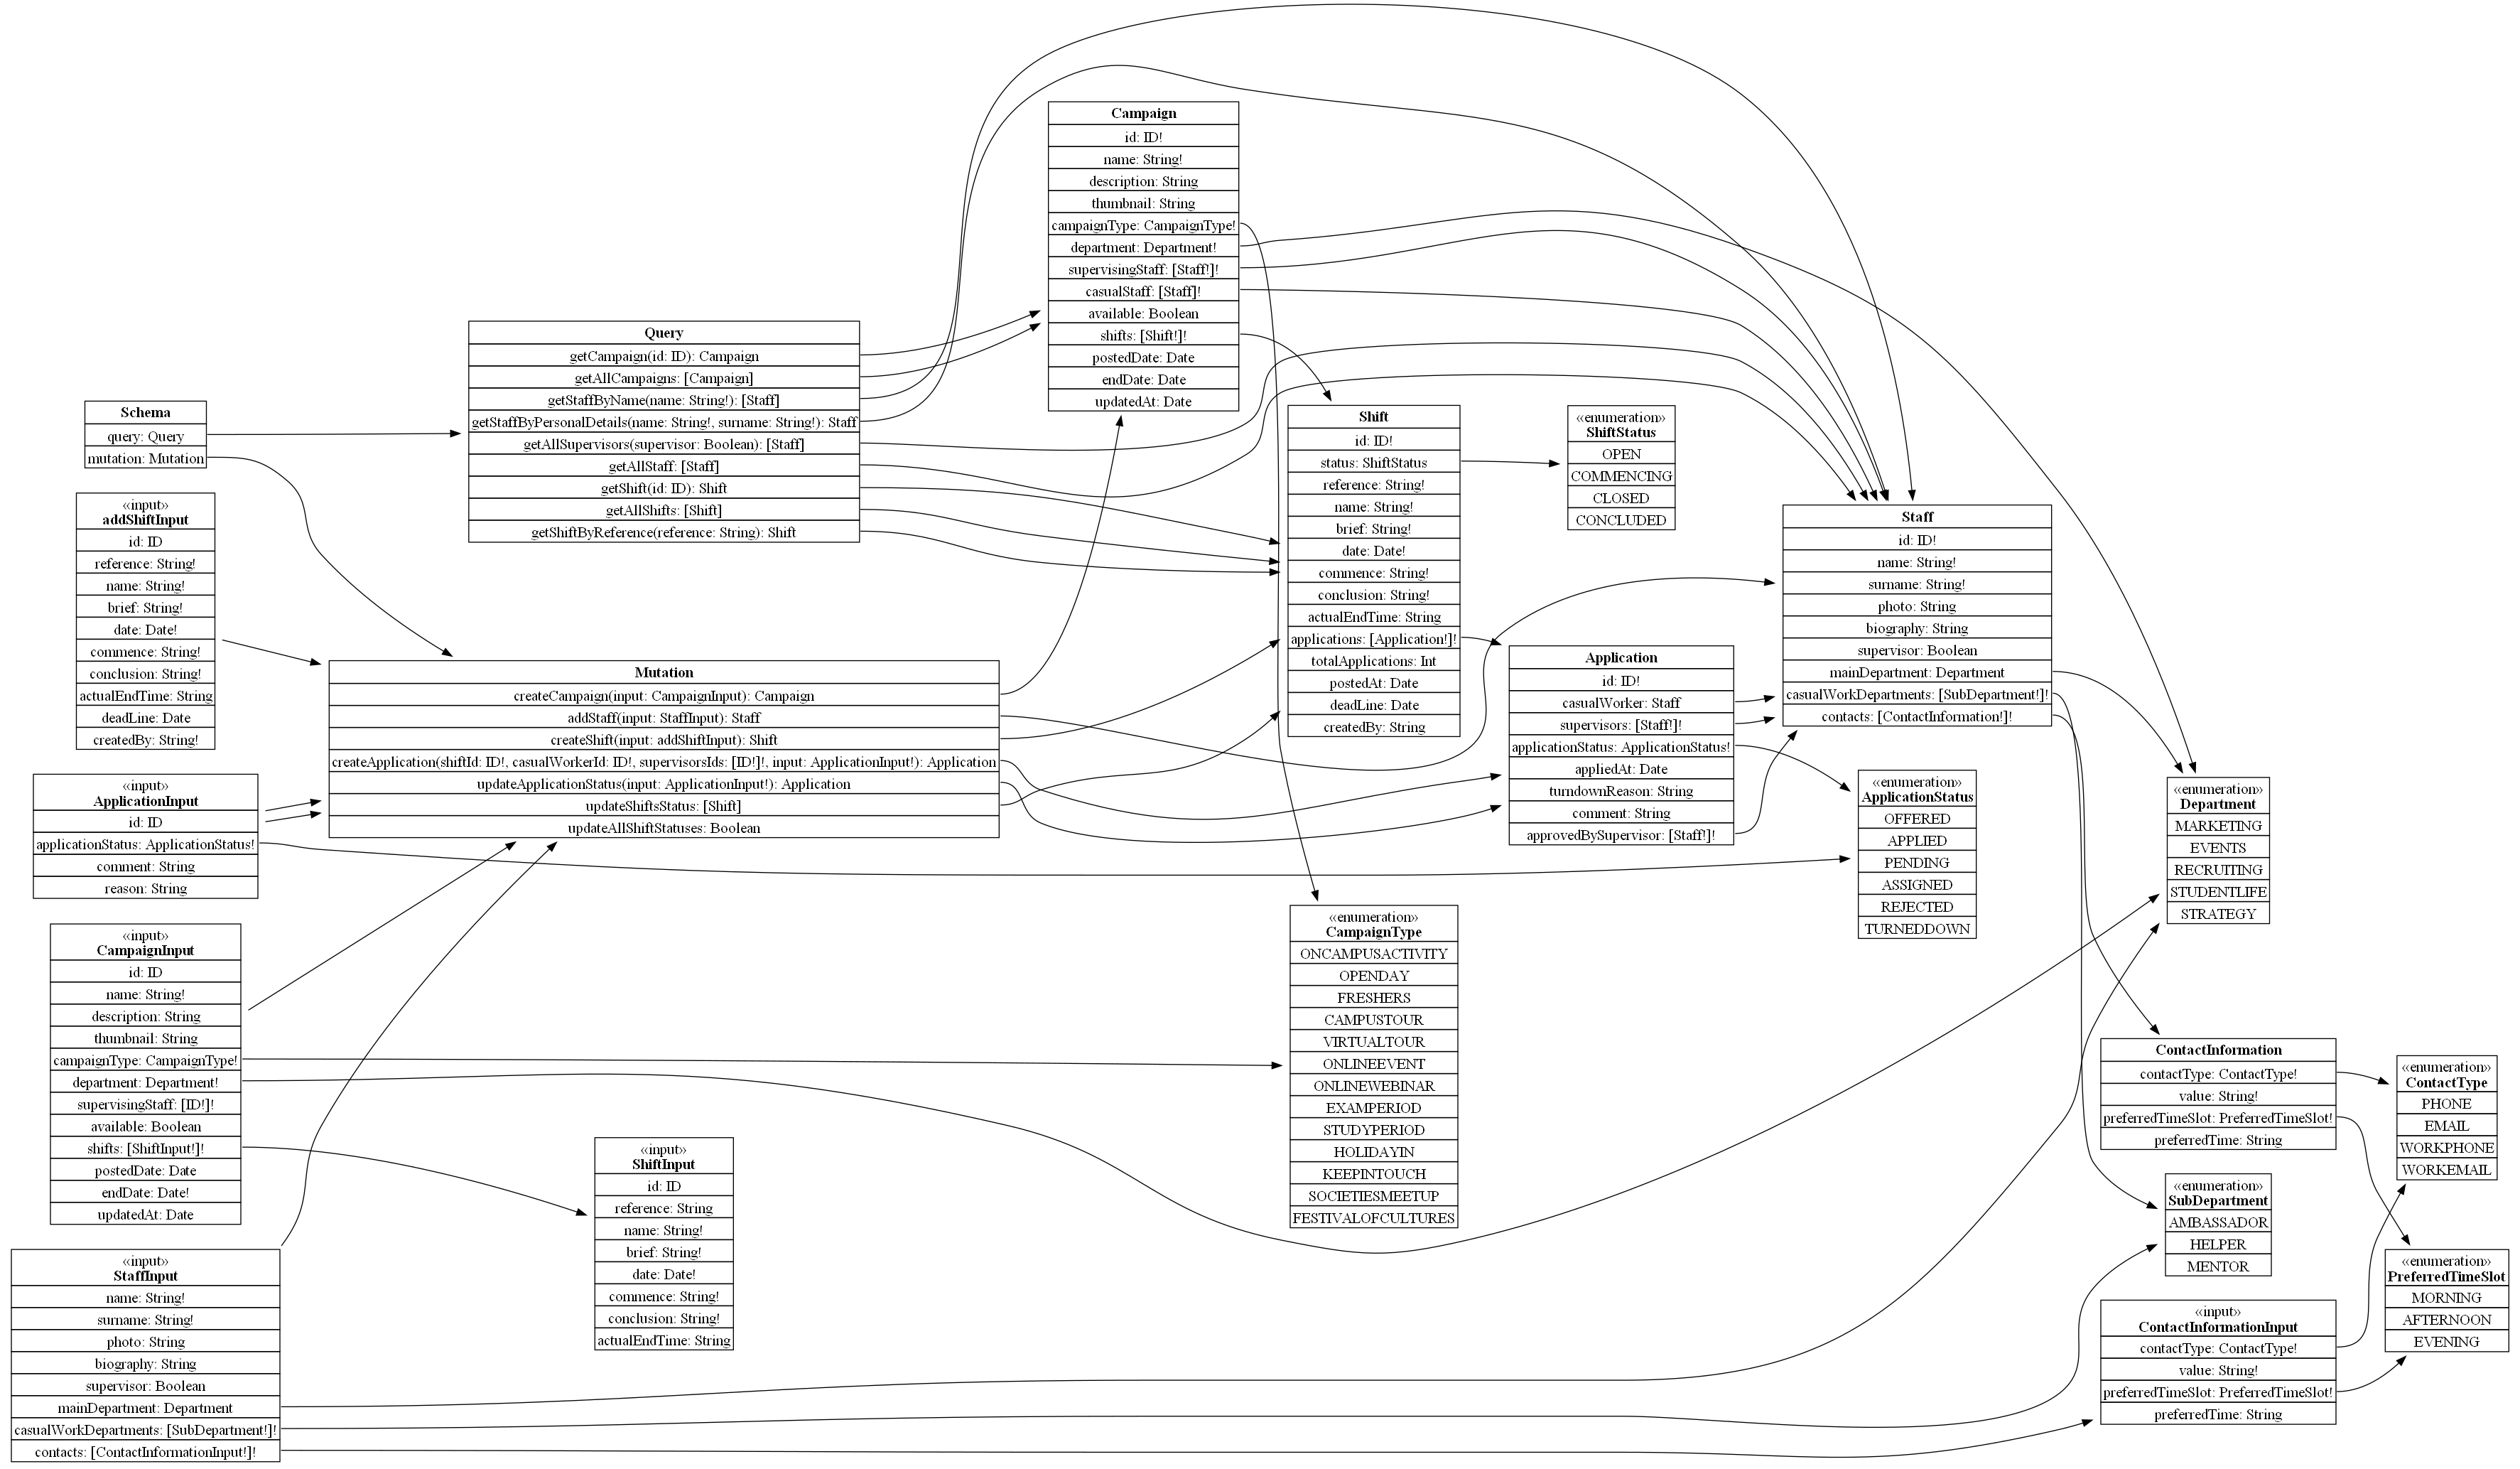 Schema
query: Query
mutation: Mutation
«input»
addShiftInput
id: ID
reference: String!
name: String!
brief: String!
date: Date!
commence: String!
conclusion: String!
actualEndTime: String
deadLine: Date
createdBy: String!
«input»
ApplicationInput
id: ID
applicationStatus: ApplicationStatus!
comment: String
reason: String
«input»
CampaignInput
id: ID
name: String!
description: String
thumbnail: String
campaignType: CampaignType!
department: Department!
supervisingStaff: [ID!]!
available: Boolean
shifts: [ShiftInput!]!
postedDate: Date
endDate: Date!
updatedAt: Date
«input»
StaffInput
name: String!
surname: String!
photo: String
biography: String
supervisor: Boolean
mainDepartment: Department
casualWorkDepartments: [SubDepartment!]!
contacts: [ContactInformationInput!]!
Query
getCampaign(id: ID): Campaign
getAllCampaigns: [Campaign]
getStaffByName(name: String!): [Staff]
getStaffByPersonalDetails(name: String!, surname: String!): Staff
getAllSupervisors(supervisor: Boolean): [Staff]
getAllStaff: [Staff]
getShift(id: ID): Shift
getAllShifts: [Shift]
getShiftByReference(reference: String): Shift
Mutation
createCampaign(input: CampaignInput): Campaign
addStaff(input: StaffInput): Staff
createShift(input: addShiftInput): Shift
createApplication(shiftId: ID!, casualWorkerId: ID!, supervisorsIds: [ID!]!, input: ApplicationInput!): Application
updateApplicationStatus(input: ApplicationInput!): Application
updateShiftsStatus: [Shift]
updateAllShiftStatuses: Boolean
«input»
ShiftInput
id: ID
reference: String
name: String!
brief: String!
date: Date!
commence: String!
conclusion: String!
actualEndTime: String
Campaign
id: ID!
name: String!
description: String
thumbnail: String
campaignType: CampaignType!
department: Department!
supervisingStaff: [Staff!]!
casualStaff: [Staff]!
available: Boolean
shifts: [Shift!]!
postedDate: Date
endDate: Date
updatedAt: Date
Shift
id: ID!
status: ShiftStatus
reference: String!
name: String!
brief: String!
date: Date!
commence: String!
conclusion: String!
actualEndTime: String
applications: [Application!]!
totalApplications: Int
postedAt: Date
deadLine: Date
createdBy: String
«enumeration»
CampaignType
ONCAMPUSACTIVITY
OPENDAY
FRESHERS
CAMPUSTOUR
VIRTUALTOUR
ONLINEEVENT
ONLINEWEBINAR
EXAMPERIOD
STUDYPERIOD
HOLIDAYIN
KEEPINTOUCH
SOCIETIESMEETUP
FESTIVALOFCULTURES
«enumeration»
ShiftStatus
OPEN
COMMENCING
CLOSED
CONCLUDED
Application
id: ID!
casualWorker: Staff
supervisors: [Staff!]!
applicationStatus: ApplicationStatus!
appliedAt: Date
turndownReason: String
comment: String
approvedBySupervisor: [Staff!]!
Staff
id: ID!
name: String!
surname: String!
photo: String
biography: String
supervisor: Boolean
mainDepartment: Department
casualWorkDepartments: [SubDepartment!]!
contacts: [ContactInformation!]!
«enumeration»
ApplicationStatus
OFFERED
APPLIED
PENDING
ASSIGNED
REJECTED
TURNEDDOWN
«enumeration»
Department
MARKETING
EVENTS
RECRUITING
STUDENTLIFE
STRATEGY
ContactInformation
contactType: ContactType!
value: String!
preferredTimeSlot: PreferredTimeSlot!
preferredTime: String
«enumeration»
SubDepartment
AMBASSADOR
HELPER
MENTOR
«input»
ContactInformationInput
contactType: ContactType!
value: String!
preferredTimeSlot: PreferredTimeSlot!
preferredTime: String
«enumeration»
ContactType
PHONE
EMAIL
WORKPHONE
WORKEMAIL
«enumeration»
PreferredTimeSlot
MORNING
AFTERNOON
EVENING